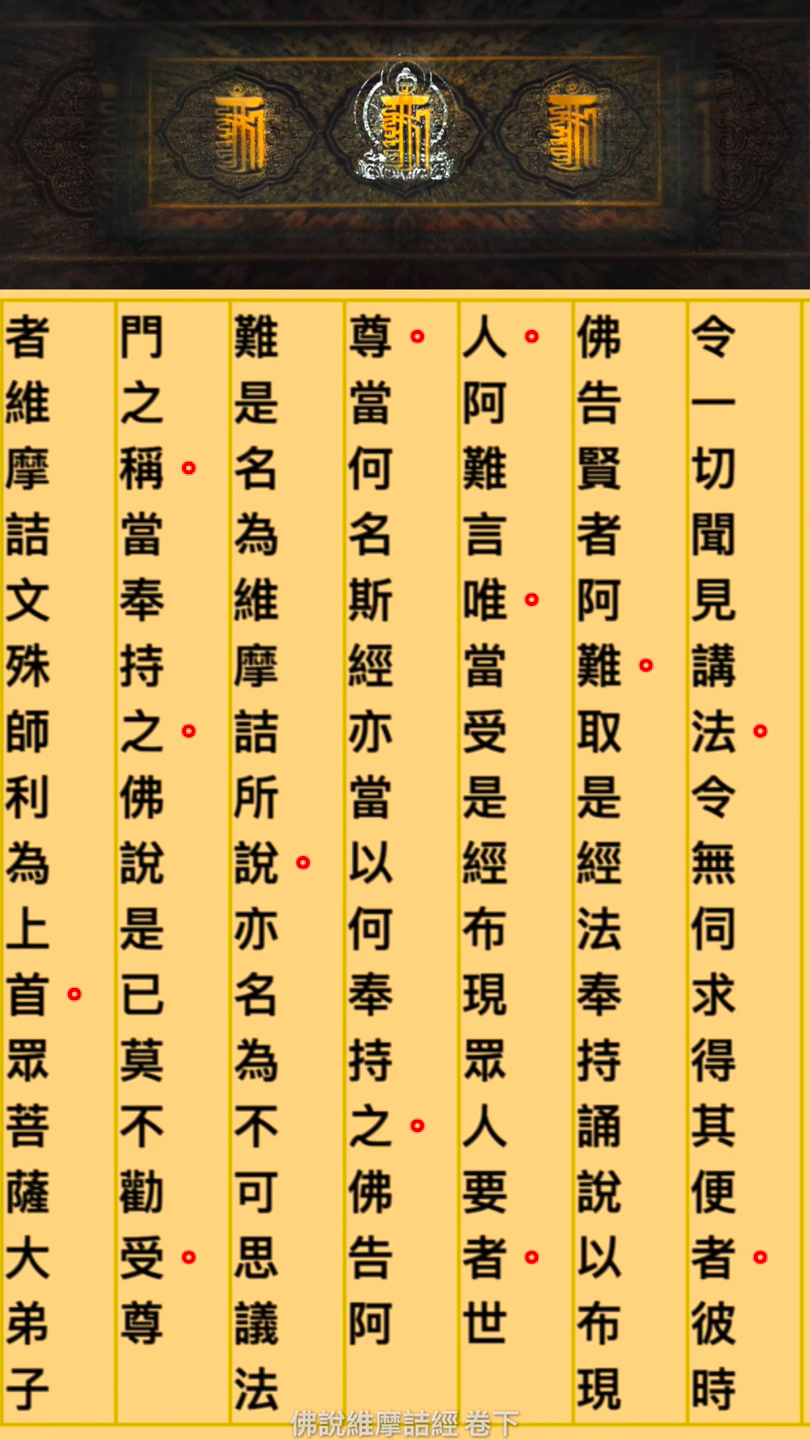 令一切聞見講法。令無伺求得其便者。彼時
佛告賢者阿難。取是經法奉持誦說以布現
人。阿難言唯。當受是經布現眾人要者。世
尊。當何名斯經亦當以何奉持之。佛告阿
難是名為維摩詰所說。亦名為不可思議法
門之稱。當奉持之。佛說是已莫不勸受。尊
者維摩詰文殊師利為上首。眾菩薩大弟子
佛說維摩詰經 卷下